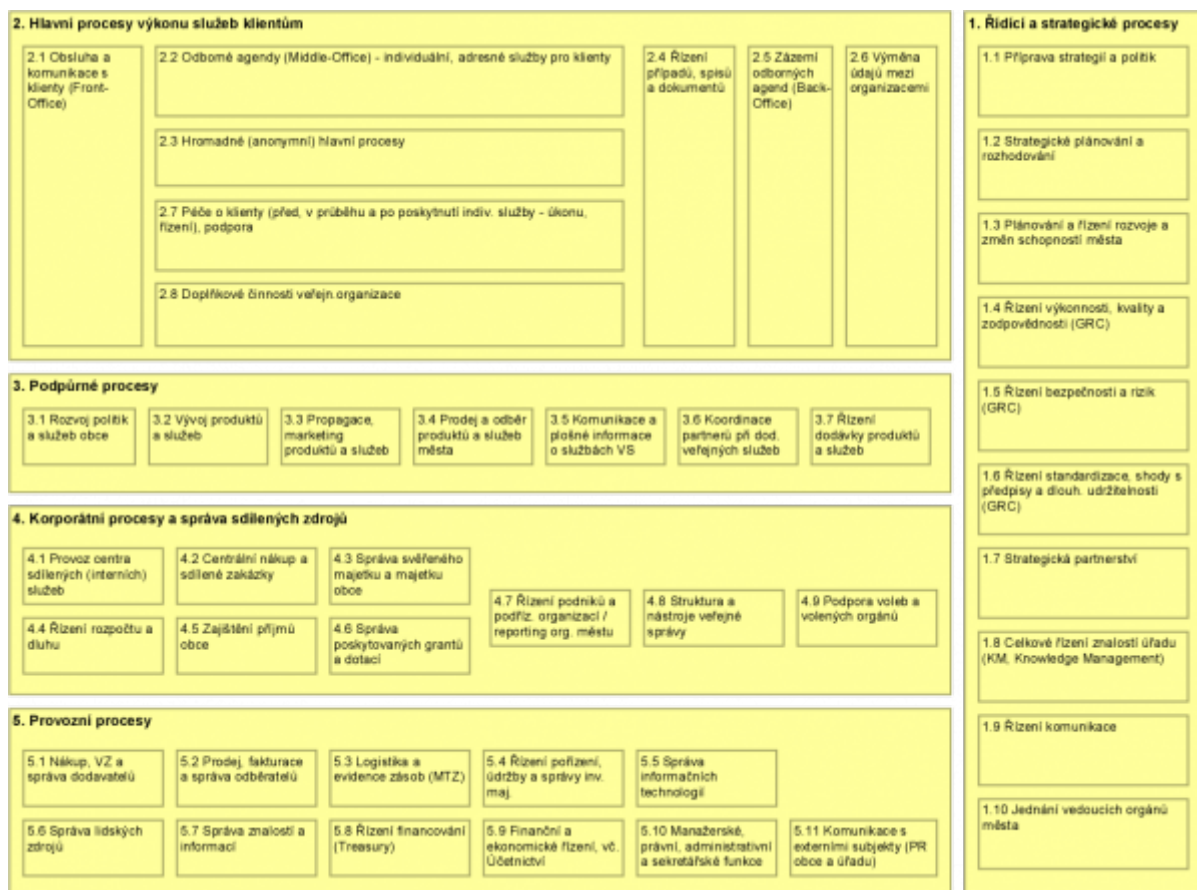 2. Hlavní procesy výkonu služeb klientům
2.1 Obsluha a
komunikace s
klienty (Front-
Office)
2.2 Odborné agendy (Middle-Office) - individuální, adresné služby pro klienty
2.3 Hromadné (anonymní) hlavní procesy
2.7 Péče o klienty (před, v průběhu a po poskytnutí indiv. služby - úkonu,
řízení), podpora
2.8 Doplňkové činnosti veřejn.organizace
2.4 Řízení
případů, spisů
a dokumentů
2.5 Zázemí
odborných
agend (Back-
Office)
2.6 Výměna
údajů mezi
organizacemi
3. Podpůrné procesy
3.1 Rozvoj politik
a služeb obce
3.2 Vývoj produktů
a služeb
3.3 Propagace,
marketing
produktů a služeb
3.4 Prodej a odběr
produktů a služeb
města
3.5 Komunikace a
plošné informace
o službách VS
3.6 Koordinace
partnerů při dod.
veřejných služeb
3.7 Řízení
dodávky produktů
a služeb
4. Korporátní procesy a správa sdílených zdrojů
4.1 Provoz centra
sdílených (interních)
služeb
4.2 Centrální nákup a
sdílené zakázky
4.3 Správa svěřeného
majetku a majetku
obce
4.4 Řízení rozpočtu a
dluhu
4.5 Zajištění příjmů
obce
4.6 Správa
poskytovaných grantů
a dotací
4.7 Řízení podniků a
podříz. organizací /
reporting org. městu
4.8 Struktura a
nástroje veřejné
správy
4.9 Podpora voleb a
volených orgánů
5. Provozní procesy
5.1 Nákup, VZ a
správa dodavatelů
5.2 Prodej, fakturace
a správa odběratelů
5.3 Logistika a
evidence zásob (MTZ)
5.4 Řízení pořízení,
údržby a správy inv.
maj.
5.5 Správa
informačních
technologií
5.6 Správa lidských
zdrojů
5.7 Správa znalostí a
informací
5.8 Řízení financování
(Treasury)
5.9 Finanční a
ekonomické řízení, vč.
Účetnictví
5.10 Manažerské,
právní, administrativní
a sekretářské funkce
5.11 Komunikace s
externími subjekty (PR
obce a úřadu)
1. Řídící a strategické procesy
1.1 Příprava strategií a politik
1.2 Strategické plánování a
rozhodování
1.3 Plánování a řízení rozvoje a
změn schopností města
1.4 Řízení výkonnosti, kvality a
zodpovědnosti (GRC)
1.5 Řízení bezpečnosti a rizik
(GRC)
1.6 Řízení standardizace, shody s
předpisy a dlouh. udržitelnosti
(GRC)
1.7 Strategická partnerství
1.8 Celkové řízení znalostí úřadu
(KM, Knowledge Management)
1.9 Řízení komunikace
1.10 Jednání vedoucích orgánů
města